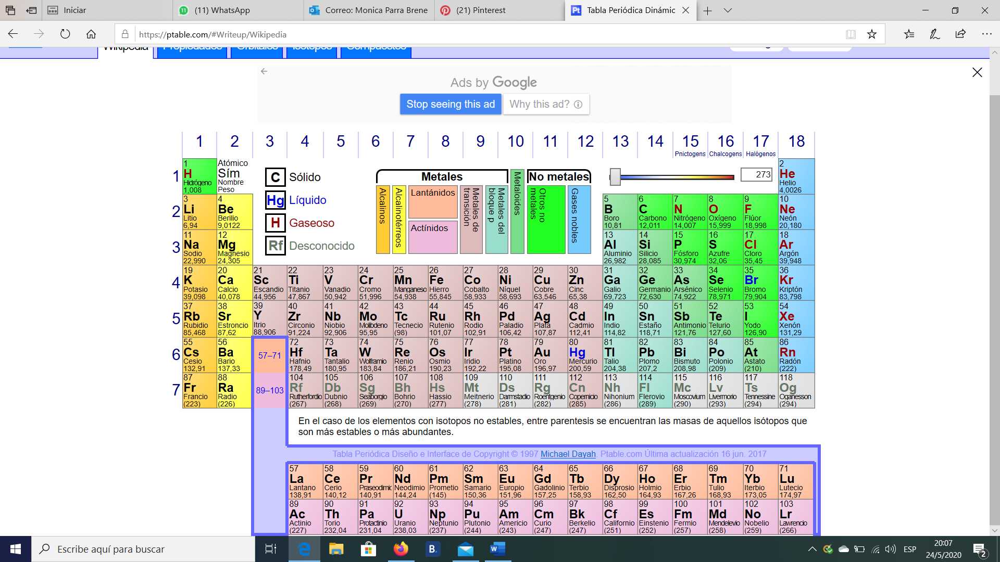 Iniciar
(11) WhatsApp
Correo: Monica Parra Brene
(21) Pinterest
Tabla Periódica Dinámic
https://ptable.com/#Writeup/Wikipedia
Wikipedia Propiedades Orbitales Isótopos Compuestos
Ads by Google
Stop seeing this ad
Why this ad?
1 2 3 4 5 6 7 8 9 10 11 12 13 14 15 16 17 18
Pnictogens Chalcogens Halógenos
Atómico
Sím
Nombre
Peso
C Sólido
Hg Líquido
H Gaseoso
Rf Desconocido
Metales
Alcalinos
Alcalinotérreos
Lantánidos
Actínidos
Metales de transición
Metales del bloque p
Metaloides
No metales
Otros no metales
Gases nobles
273
1
1 H Hidrógeno 1,008
2 He Helio 4,0026
2
3 Li Litio 6,94
4 Be Berilio 9,0122
5 B Boro 10,81
6 C Carbono 12,011
7 N Nitrógeno 14,007
8 O Oxígeno 15,999
9 F Flúor 18,998
10 Ne Neón 20,180
3
11 Na Sodio 22,990
12 Mg Magnesio 24,305
13 Al Aluminio 26,982
14 Si Silicio 28,085
15 P Fósforo 30,974
16 S Azufre 32,06
17 Cl Cloro 35,45
18 Ar Argón 39,948
4
19 K Potasio 39,098
20 Ca Calcio 40,078
21 Sc Escandio 44,956
22 Ti Titanio 47,867
23 V Vanadio 50,942
24 Cr Cromo 51,996
25 Mn Manganeso 54,938
26 Fe Hierro 55,845
27 Co Cobalto 58,933
28 Ni Níquel 58,693
29 Cu Cobre 63,546
30 Zn Cinc 65,38
31 Ga Galio 69,723
32 Ge Germanio 72,630
33 As Arsénico 74,922
34 Se Selenio 78,971
35 Br Bromo 79,904
36 Kr Kriptón 83,798
5
37 Rb Rubidio 85,468
38 Sr Estroncio 87,62
39 Y Itrio 88,906
40 Zr Circonio 91,224
41 Nb Niobio 92,906
42 Mo Molibdeno 95,95
43 Tc Tecnecio (98)
44 Ru Rutenio 101,07
45 Rh Rodio 102,91
46 Pd Paladio 106,42
47 Ag Plata 107,87
48 Cd Cadmio 112,41
49 In Indio 114,82
50 Sn Estaño 118,71
51 Sb Antimonio 121,76
52 Te Telurio 127,60
53 I Yodo 126,90
54 Xe Xenón 131,29
6
55 Cs Cesio 132,91
56 Ba Bario 137,33
57–71
72 Hf Hafnio 178,49
73 Ta Tantalio 180,95
74 W Wolframio 183,84
75 Re Renio 186,21
76 Os Osmio 190,23
77 Ir Iridio 192,22
78 Pt Platino 195,08
79 Au Oro 196,97
80 Hg Mercurio 200,59
81 Tl Talio 204,38
82 Pb Plomo 207,2
83 Bi Bismuto 208,98
84 Po Polonio (209)
85 At Astato (210)
86 Rn Radón (222)
7
87 Fr Francio (223)
88 Ra Radio (226)
89–103
104 Rf Rutherfordio (267)
105 Db Dubnio (268)
106 Sg Seaborgio (269)
107 Bh Bohrio (270)
108 Hs Hassio (277)
109 Mt Meitnerio (278)
110 Ds Darmstadio (281)
111 Rg Roentgenio (282)
112 Cn Copernicio (285)
113 Nh Nihonium (286)
114 Fl Flerovio (289)
115 Mc Moscovium (290)
116 Lv Livermorio (293)
117 Ts Tennessine (294)
118 Og Oganesson (294)
En el caso de los elementos con isotopos no estables, entre parentesis se encuentran las masas de aquellos isótopos que
son más estables o más abundantes.
Tabla Periódica Diseño e Interface de Copyright © 1997 Michael Dayah. Ptable.com Última actualización 16 jun. 2017
57 La Lantano 138,91
58 Ce Cerio 140,12
59 Pr Praseodimio 140,91
60 Nd Neodimio 144,24
61 Pm Prometio (145)
62 Sm Samario 150,36
63 Eu Europio 151,96
64 Gd Gadolinio 157,25
65 Tb Terbio 158,93
66 Dy Disprosio 162,50
67 Ho Holmio 164,93
68 Er Erbio 167,26
69 Tm Tulio 168,93
70 Yb Iterbio 173,05
71 Lu Lutecio 174,97
89 Ac Actinio (227)
90 Th Torio 232,04
91 Pa Protactinio 231,04
92 U Uranio 238,03
93 Np Neptunio (237)
94 Pu Plutonio (244)
95 Am Americio (243)
96 Cm Curio (247)
97 Bk Berkelio (247)
98 Cf Californio (251)
99 Es Einstenio (252)
100 Fm Fermio (257)
101 Md Mendelevio (258)
102 No Nobelio (259)
103 Lr Lawrencio (266)
Escribe aquí para buscar
ESP
20:07
24/5/2020
2